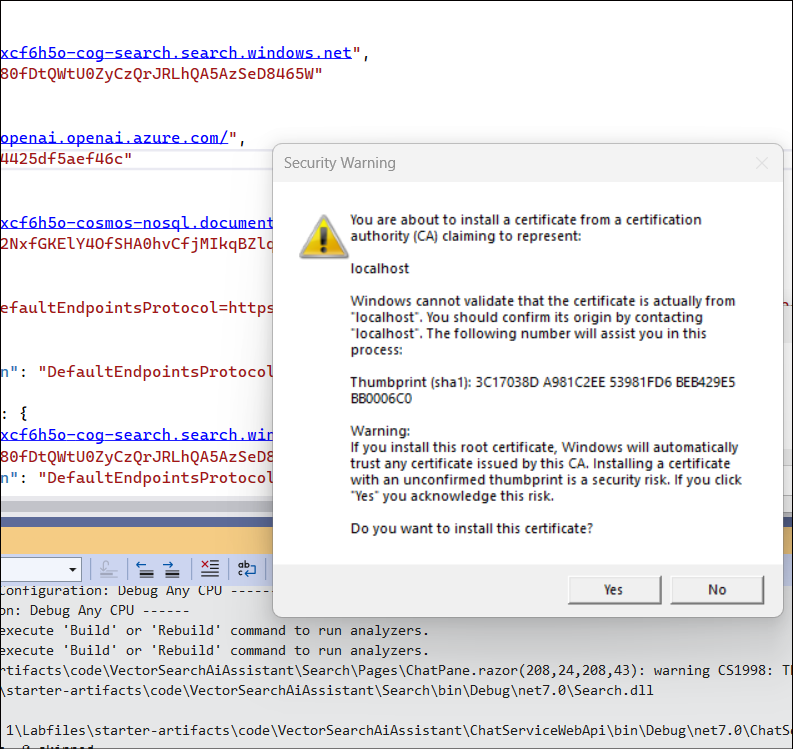 xcf6h5o-cog-search.search.windows.net",
80fDtQWtU0ZyCzQrJRLhQA5AzSeD8465W"
openai.openai.azure.com/",
4425df5aef46c"
xcf6h5o-cosmos-nosql.document
2NxfGKElY4OfSHA0hvCfjMIkqBZlq
efaultEndpointsProtocol=https
n": "DefaultEndpointsProtocol
: {
xcf6h5o-cog-search.search.win
80fDtQWtU0ZyCzQrJRLhQA5AzSeD8
n": "DefaultEndpointsProtocol
Security Warning
You are about to install a certificate from a certification
authority (CA) claiming to represent:
localhost
Windows cannot validate that the certificate is actually from
"localhost". You should confirm its origin by contacting
"localhost". The following number will assist you in this
process:
Thumbprint (sha1): 3C17038D A981C2EE 53981FD6 BEB429E5
BB0006C0
Warning:
If you install this root certificate, Windows will automatically
trust any certificate issued by this CA. Installing a certificate
with an unconfirmed thumbprint is a security risk. If you click
"Yes" you acknowledge this risk.
Do you want to install this certificate?
Yes No
onfiguration: Debug Any CPU ------
on: Debug Any CPU ------
execute 'Build' or 'Rebuild' command to run analyzers.
execute 'Build' or 'Rebuild' command to run analyzers.
artifacts\code\VectorSearchAiAssistant\Search\Pages\ChatPane.razor(208,24,208,43): warning CS1998: Th
\starter-artifacts\code\VectorSearchAiAssistant\Search\bin\Debug\net7.0\Search.dll
1\Labfiles\starter-artifacts\code\VectorSearchAiAssistant\ChatServiceWebApi\bin\Debug\net7.0\ChatS